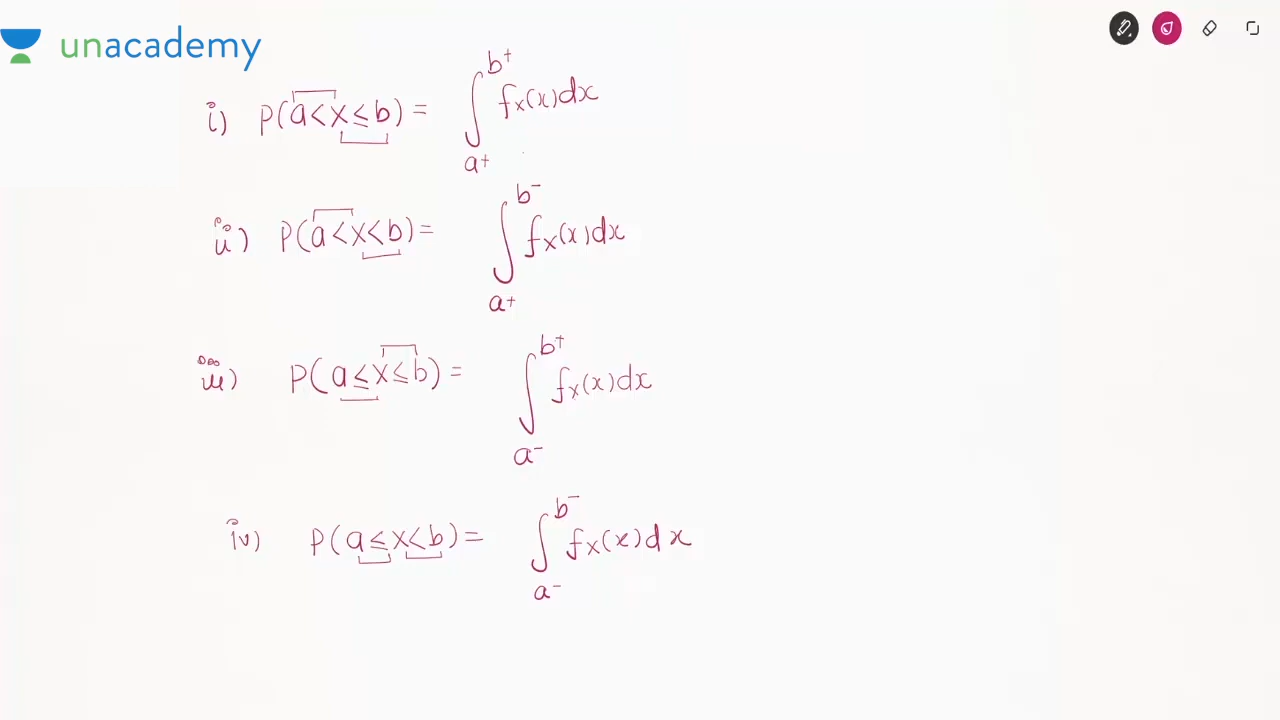 unacademy
i) P(a<x≤b) = ∫_{a+}^{b+} fx(x)dx
ii) P(a<x<b) = ∫_{a+}^{b-} fx(x)dx
iii) P(a≤x≤b) = ∫_{a-}^{b+} fx(x)dx
iv) P(a≤x<b) = ∫_{a-}^{b-} fx(x)dx